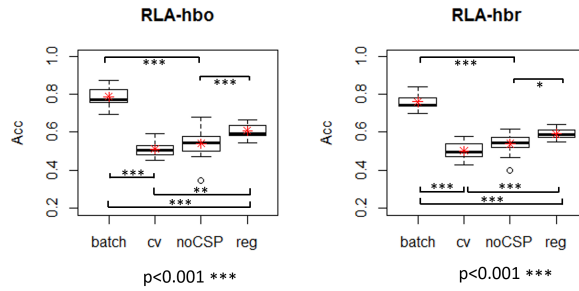 RLA-hbo
1.0
0.8
0.6
0.4
0.2
Acc
***
***
***
**
***
batch cv noCSP reg
p<0.001 ***
RLA-hbr
1.0
0.8
0.6
0.4
0.2
Acc
***
*
***
***
***
batch cv noCSP reg
p<0.001 ***